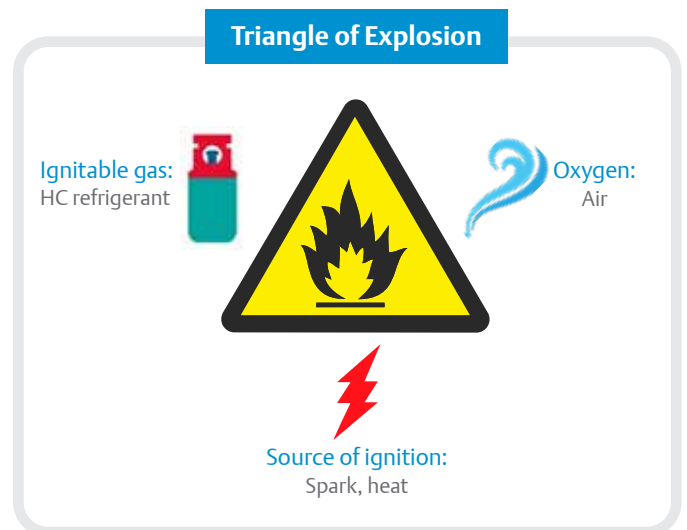 Triangle of Explosion
Ignitable gas:
HC refrigerant
Oxygen:
Air
Source of ignition:
Spark, heat